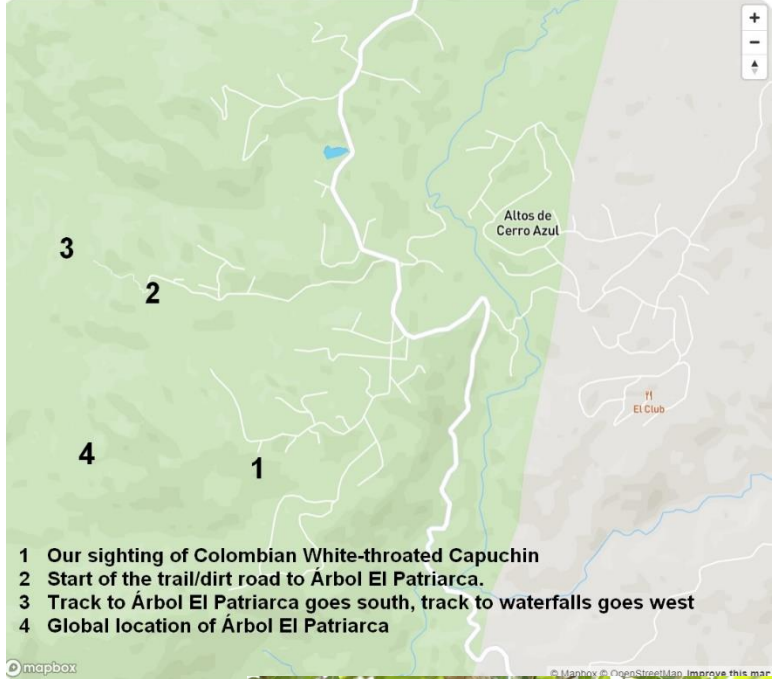 +
−
Altos de
Cerro Azul
3
2
El Club
4
1
1 Our sighting of Colombian White-throated Capuchin
2 Start of the trail/dirt road to Árbol El Patriarca.
3 Track to Árbol El Patriarca goes south, track to waterfalls goes west
4 Global location of Árbol El Patriarca
mapbox
© Mapbox © OpenStreetMap Improve this map